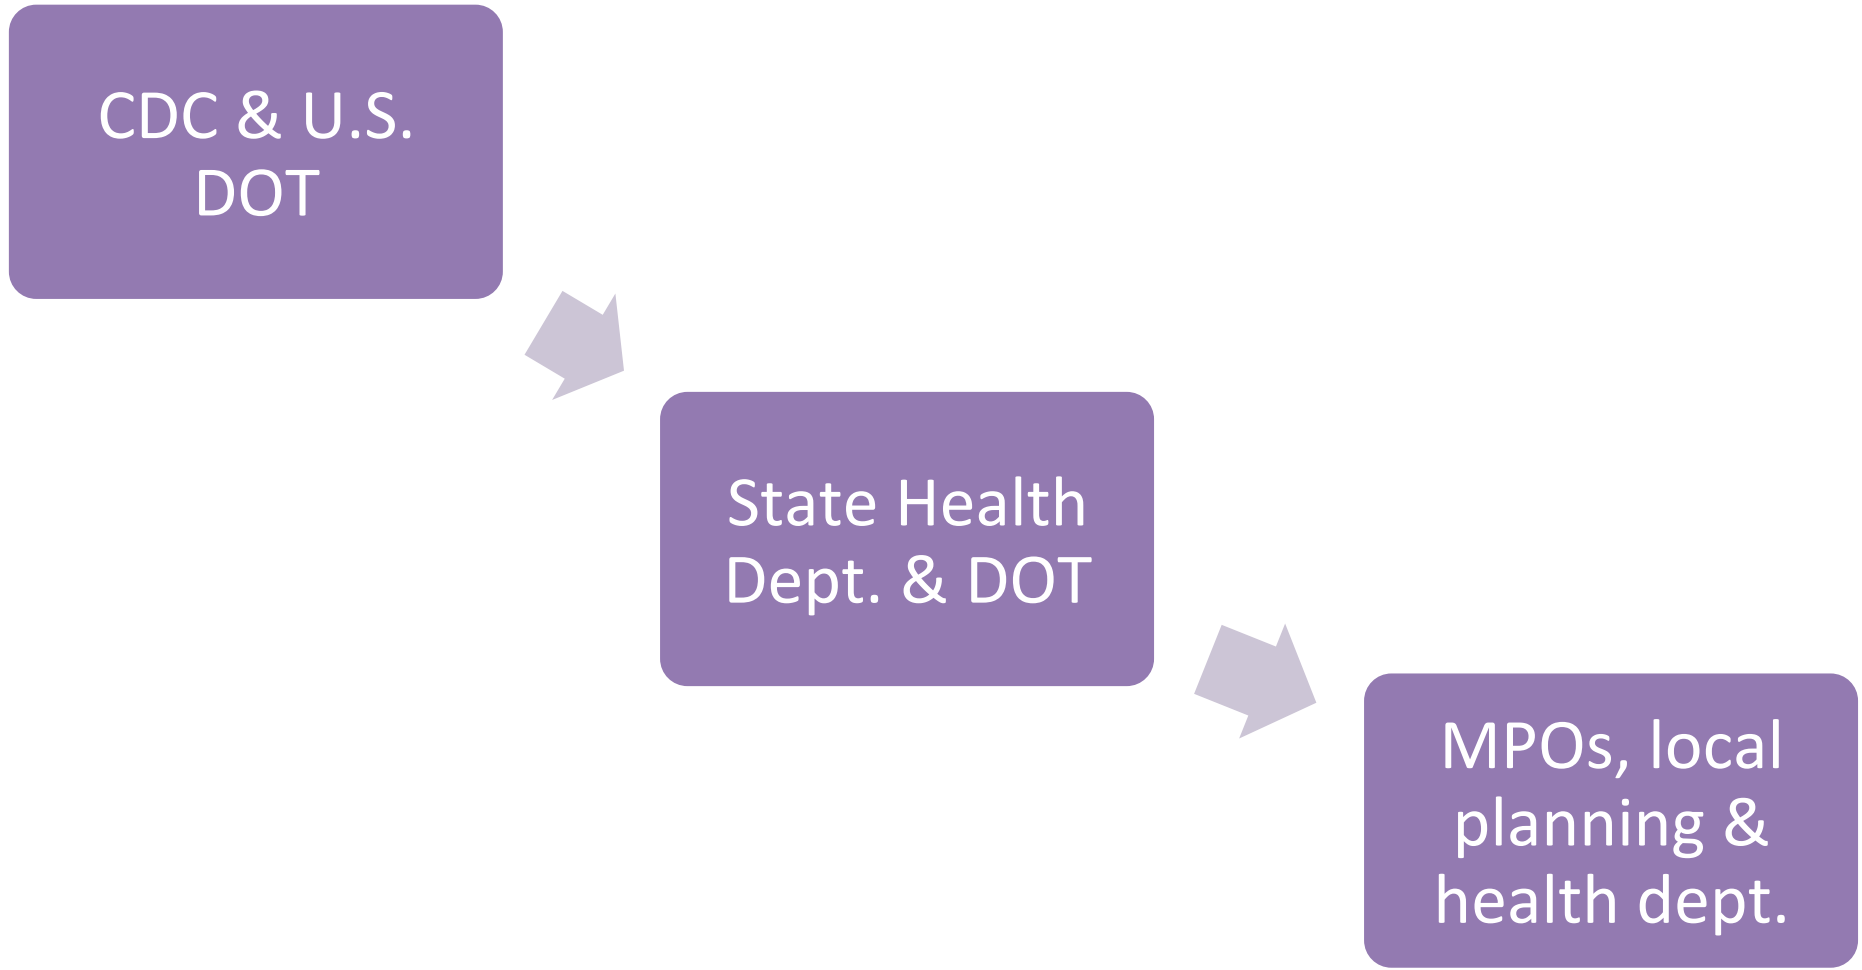 CDC & U.S.
DOT
State Health
Dept. & DOT
MPOs, local
planning &
health dept.